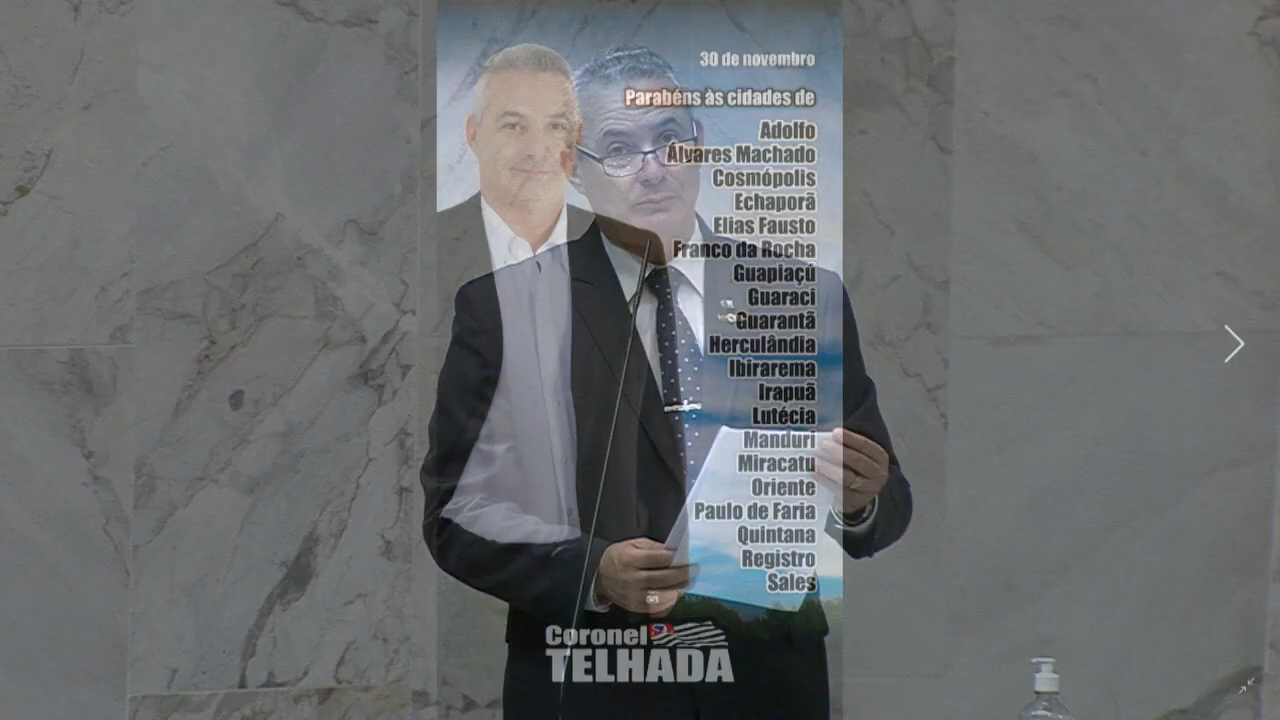 30 de novembro
Parabéns às cidades de
Adolfo
Álvares Machado
Cosmópolis
Echaporã
Elias Fausto
Franco da Rocha
Guapiaçú
Guaraci
Guarantã
Herculândia
Ibirarema
Irapuã
Lutécia
Manduri
Miracatu
Oriente
Paulo de Faria
Quintana
Registro
Sales
Coronel
TELHADA